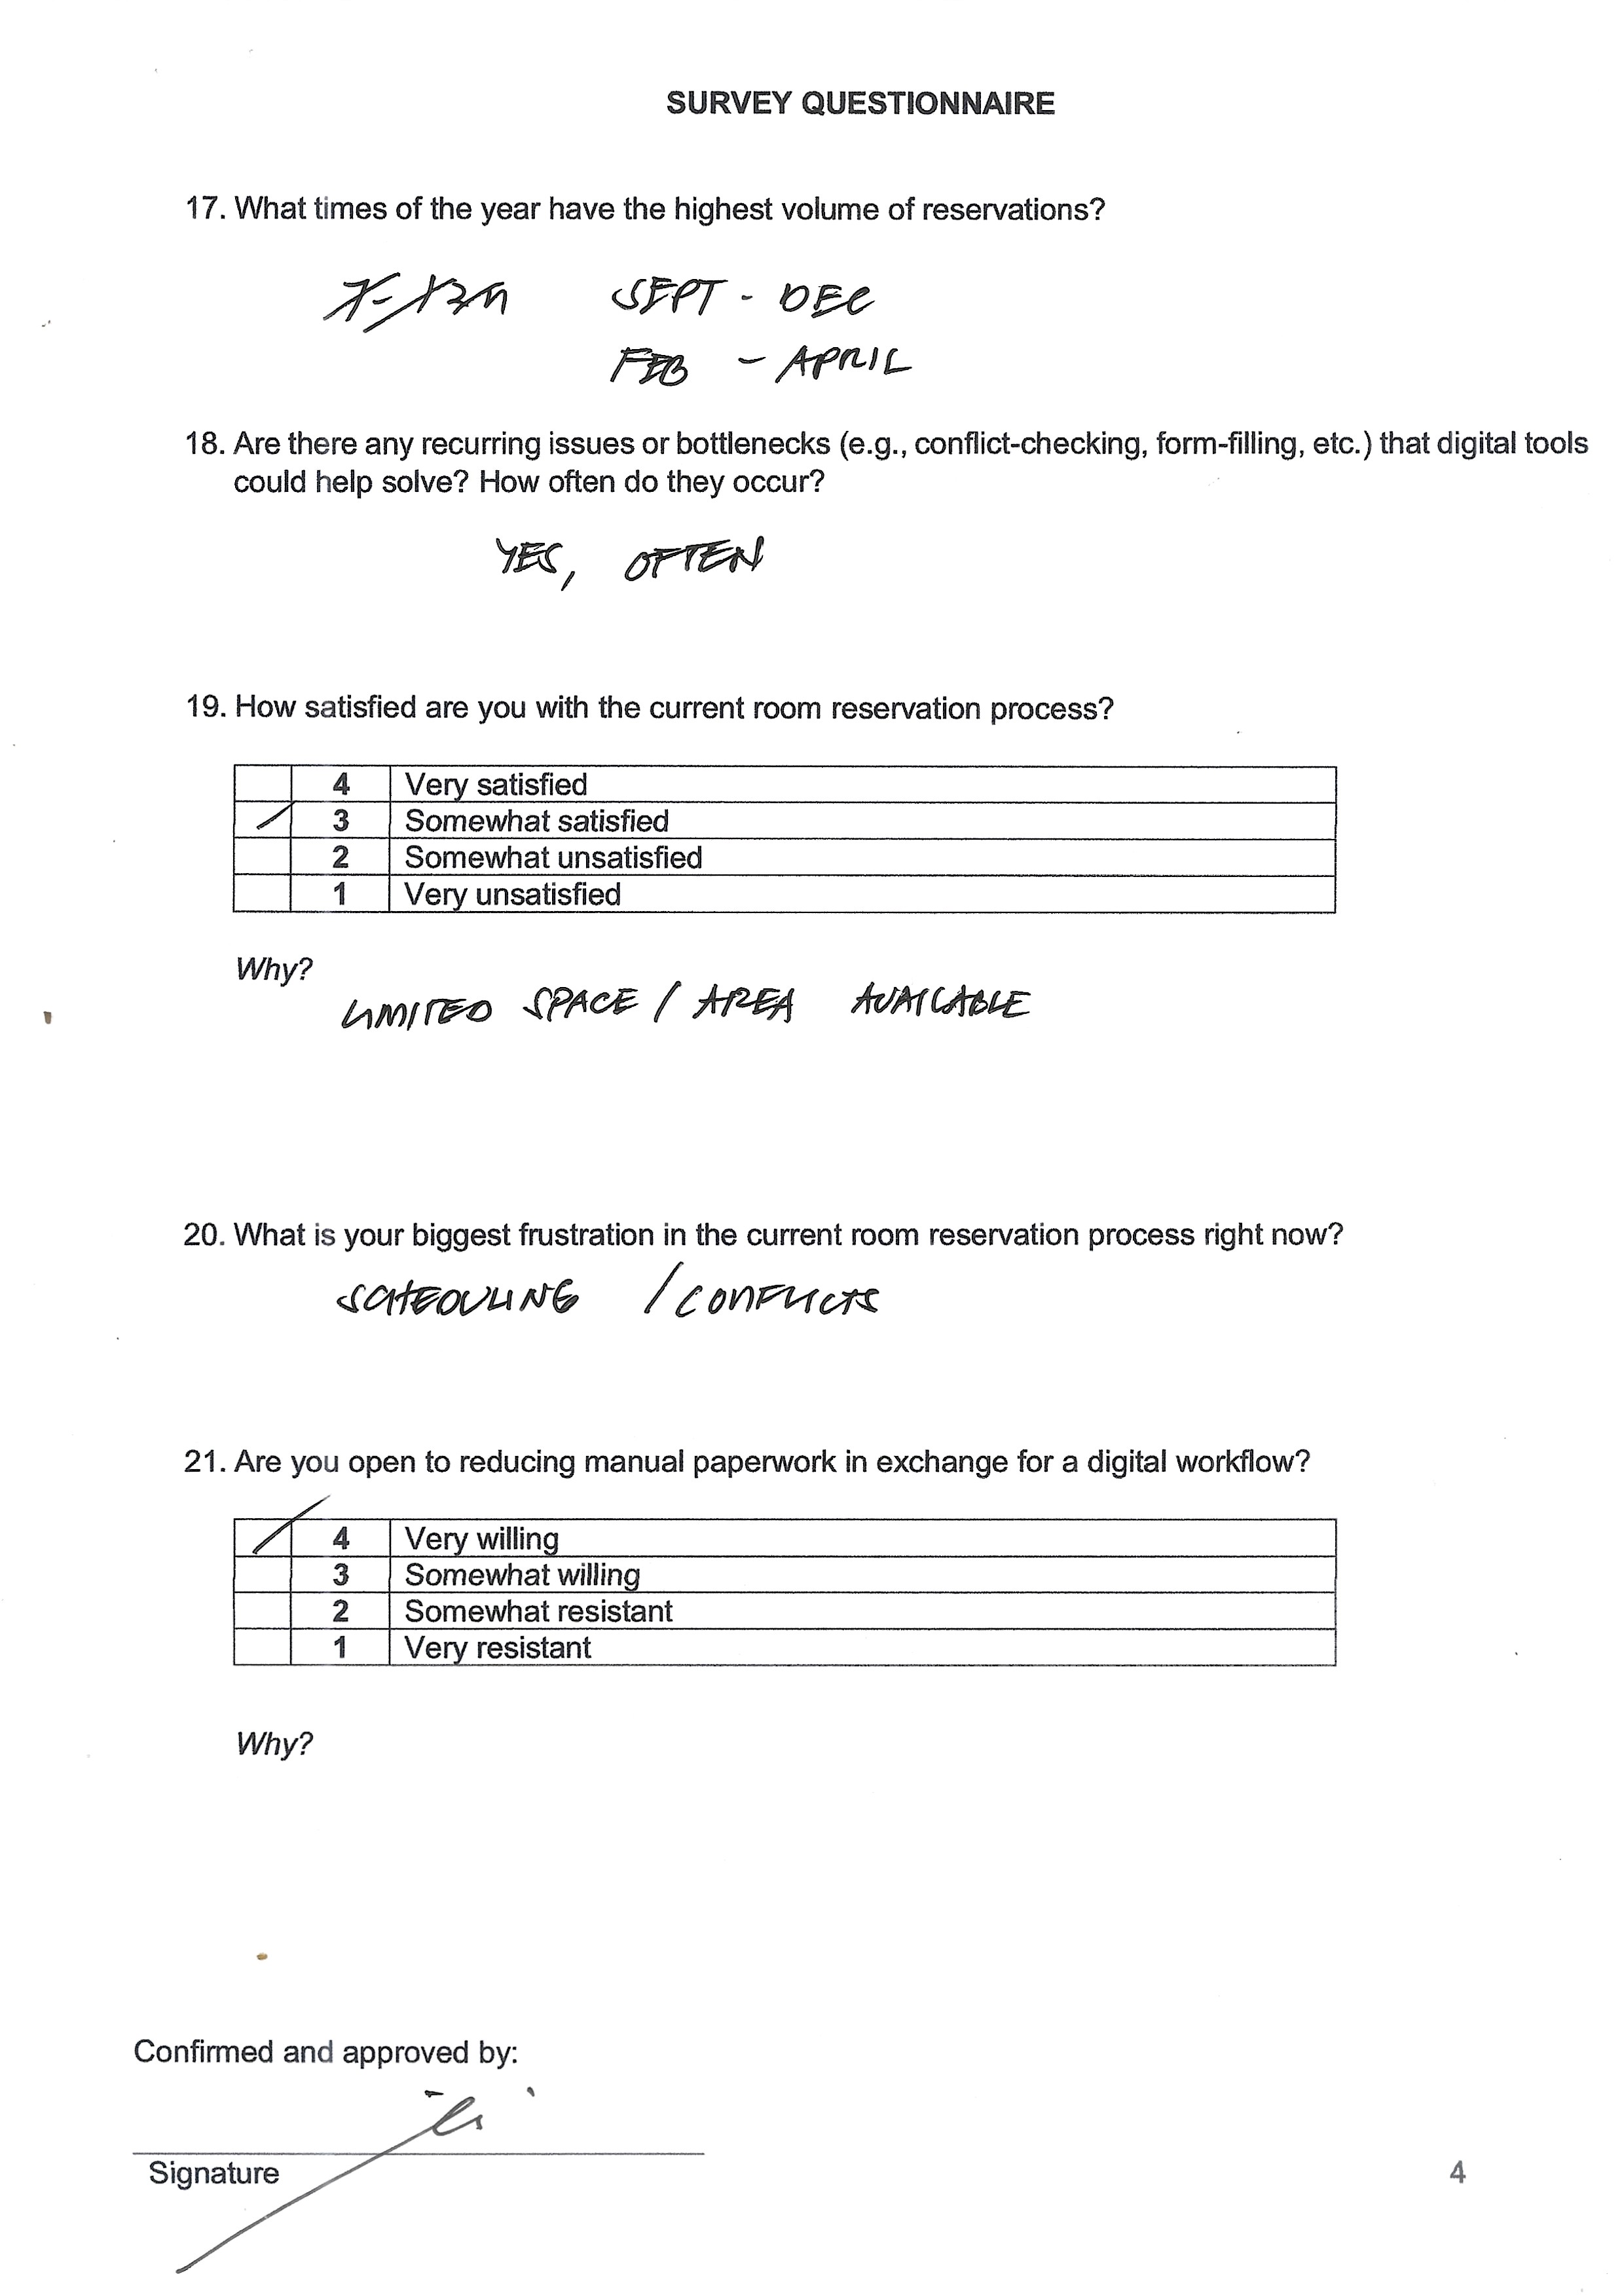 SURVEY QUESTIONNAIRE
17. What times of the year have the highest volume of reservations?
SEPT - DEC
FEB - APRIL
18. Are there any recurring issues or bottlenecks (e.g., conflict-checking, form-filling, etc.) that digital tools
could help solve? How often do they occur?
YES, OFTEN
19. How satisfied are you with the current room reservation process?
4 Very satisfied
3 Somewhat satisfied
2 Somewhat unsatisfied
1 Very unsatisfied
Why?
LIMITED SPACE / AREA AVAILABLE
20. What is your biggest frustration in the current room reservation process right now?
SCHEDULING / CONFLICTS
21. Are you open to reducing manual paperwork in exchange for a digital workflow?
4 Very willing
3 Somewhat willing
2 Somewhat resistant
1 Very resistant
Why?
Confirmed and approved by:
Signature
4